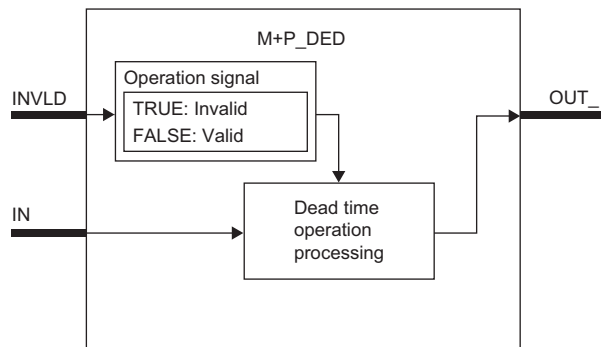 M+P_DED
Operation signal
INVLD
TRUE: Invalid
FALSE: Valid
OUT_
IN
Dead time
operation
processing